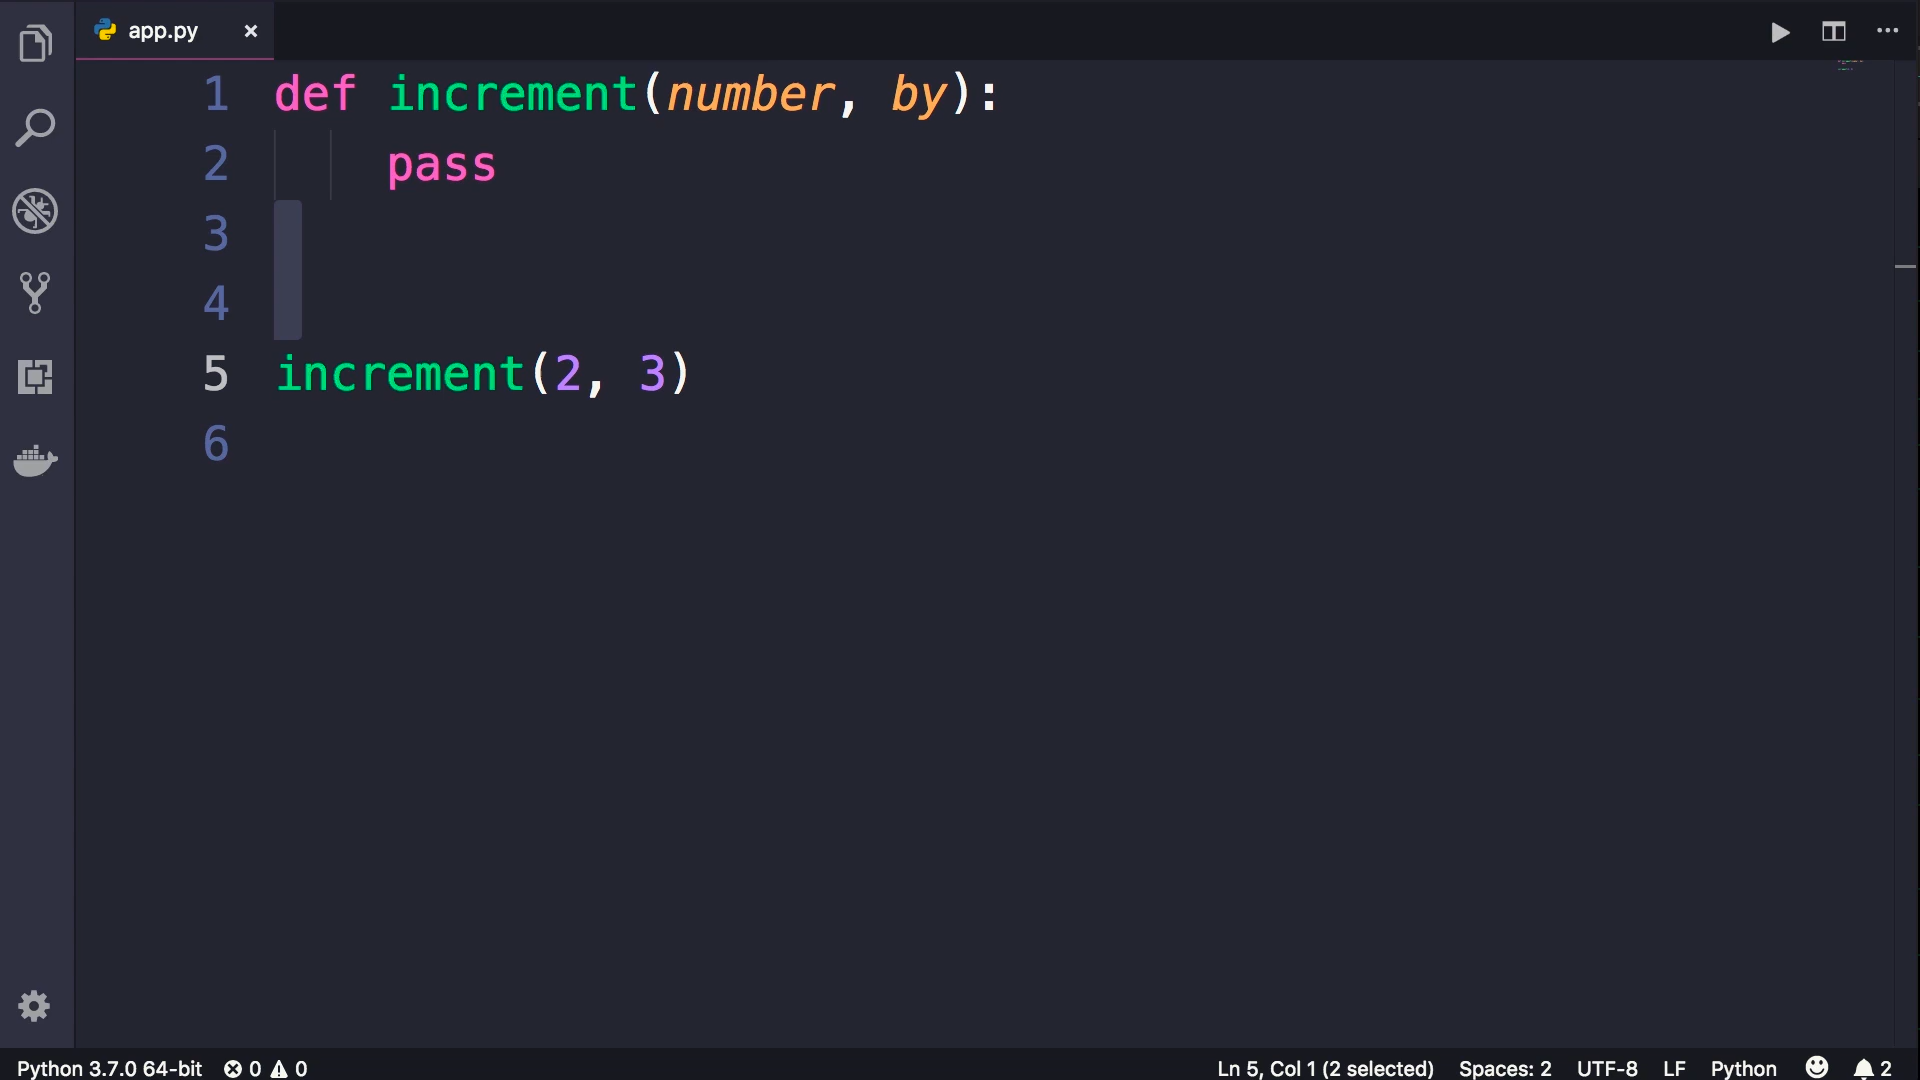 app.py ×
1 def increment(number, by):
2 pass
3
4
5 increment(2, 3)
6
Python 3.7.0 64-bit 0 0 Ln 5, Col 1 (2 selected) Spaces: 2 UTF-8 LF Python 2